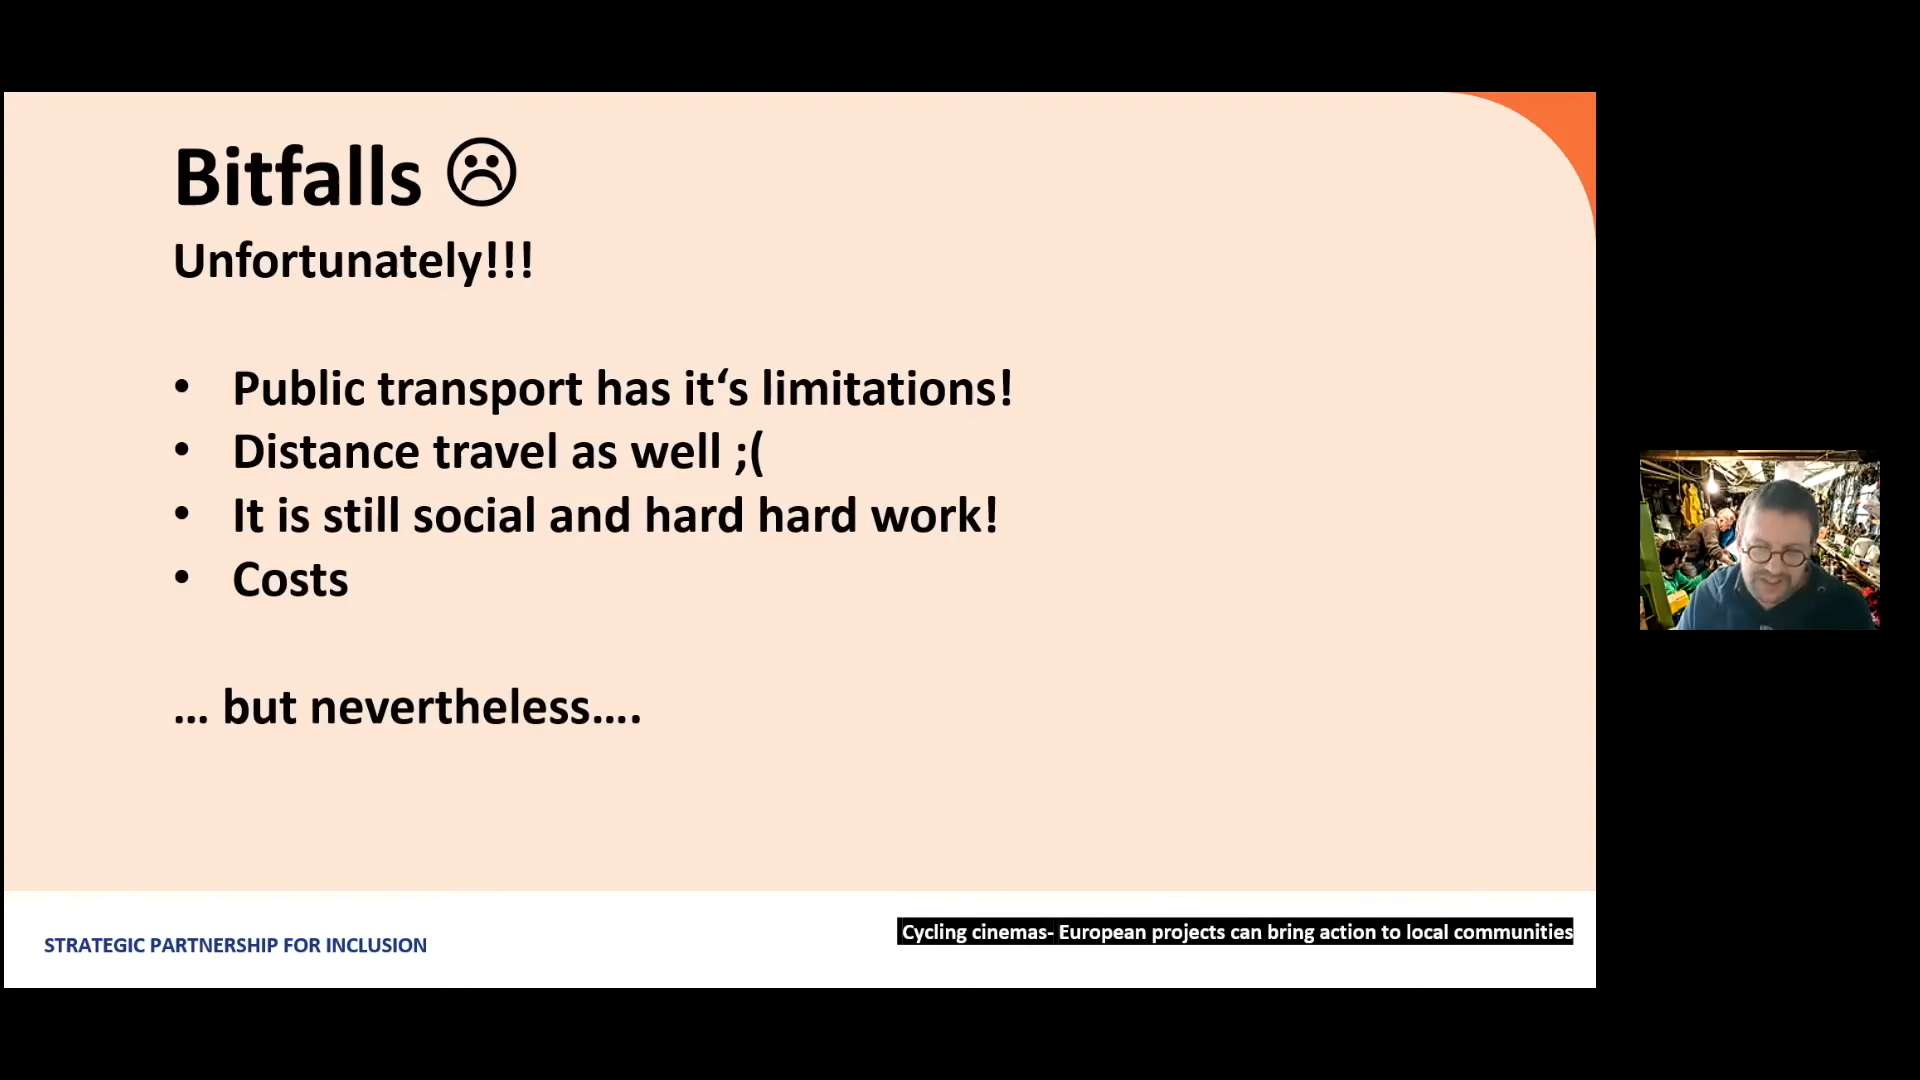 Bitfalls ☹
Unfortunately!!!
• Public transport has it‘s limitations!
• Distance travel as well ;(
• It is still social and hard hard work!
• Costs
… but nevertheless….
STRATEGIC PARTNERSHIP FOR INCLUSION
Cycling cinemas- European projects can bring action to local communities